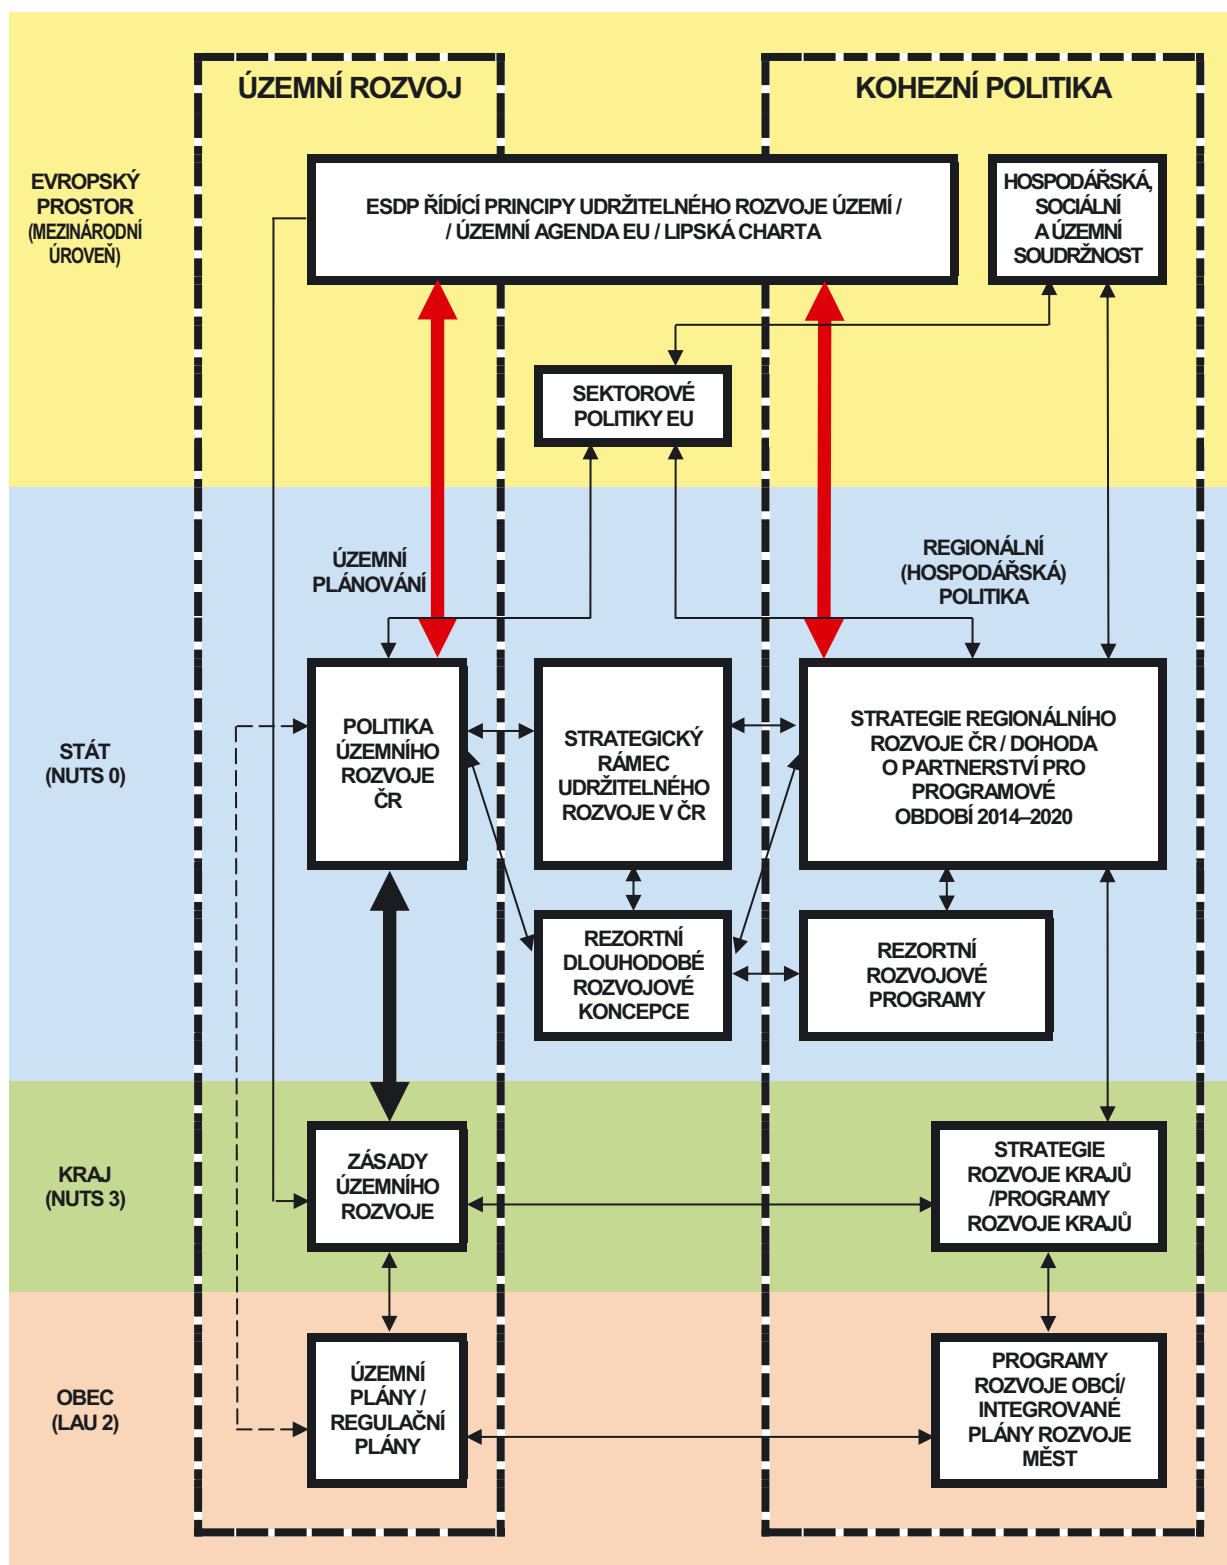 ÚZEMNÍ ROZVOJ
KOHEZNÍ POLITIKA
EVROPSKÝ
PROSTOR
(MEZINÁRODNÍ
ÚROVEŇ)
ESDP ŘÍDÍCÍ PRINCIPY UDRŽITELNÉHO ROZVOJE ÚZEMÍ /
/ ÚZEMNÍ AGENDA EU / LIPSKÁ CHARTA
HOSPODÁŘSKÁ,
SOCIÁLNÍ
A ÚZEMNÍ
SOUDRŽNOST
SEKTOROVÉ
POLITIKY EU
ÚZEMNÍ
PLÁNOVÁNÍ
REGIONÁLNÍ
(HOSPODÁŘSKÁ)
POLITIKA
STÁT
(NUTS 0)
POLITIKA
ÚZEMNÍHO
ROZVOJE
ČR
STRATEGICKÝ
RÁMEC
UDRŽITELNÉHO
ROZVOJE V ČR
STRATEGIE REGIONÁLNÍHO
ROZVOJE ČR / DOHODA
O PARTNERSTVÍ PRO
PROGRAMOVÉ
OBDOBÍ 2014–2020
REZORTNÍ
DLOUHODOBÉ
ROZVOJOVÉ
KONCEPCE
REZORTNÍ
ROZVOJOVÉ
PROGRAMY
KRAJ
(NUTS 3)
ZÁSADY
ÚZEMNÍHO
ROZVOJE
STRATEGIE
ROZVOJE KRAJŮ
/PROGRAMY
ROZVOJE KRAJŮ
OBEC
(LAU 2)
ÚZEMNÍ
PLÁNY /
REGULAČNÍ
PLÁNY
PROGRAMY
ROZVOJE OBCÍ/
INTEGROVANÉ
PLÁNY ROZVOJE
MĚST